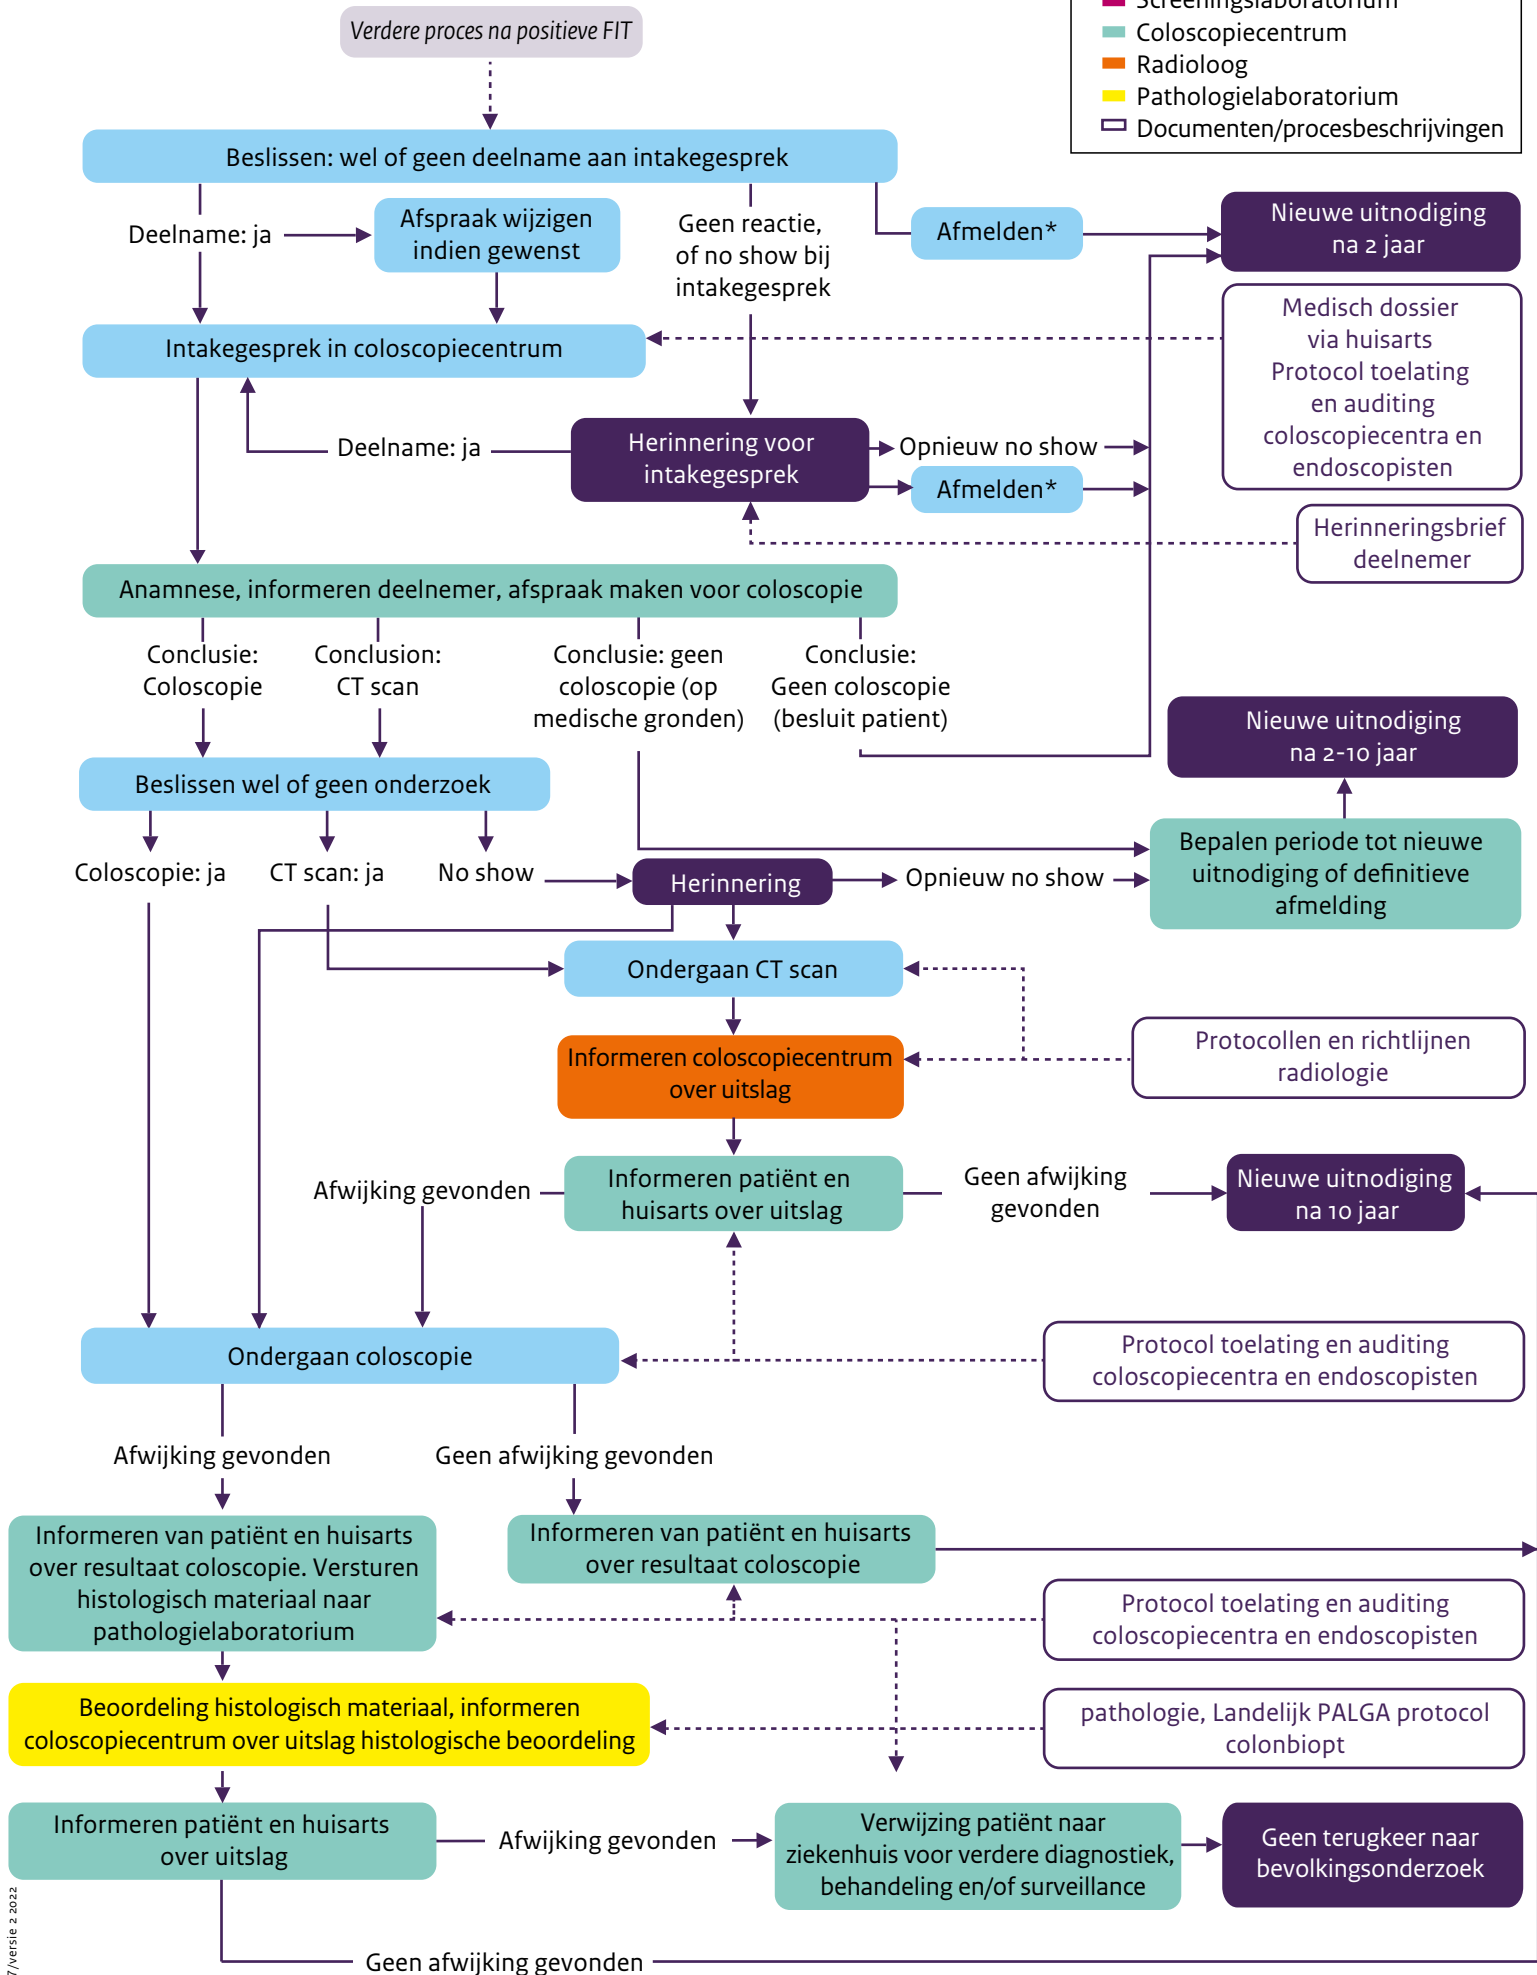 Verdere proces na positieve FIT
Screeningslaboratorium
Coloscopiecentrum
Radioloog
Pathologielaboratorium
Documenten/procesbeschrijvingen
Beslissen: wel of geen deelname aan intakegesprek
Deelname: ja
Afspraak wijzigen
indien gewenst
Geen reactie,
of no show bij
intakegesprek
Afmelden*
Nieuwe uitnodiging
na 2 jaar
Intakegesprek in coloscopiecentrum
Medisch dossier
via huisarts
Protocol toelating
en auditing
coloscopiecentra en
endoscopisten
Deelname: ja
Herinnering voor
intakegesprek
Opnieuw no show
Afmelden*
Herinneringsbrief
deelnemer
Anamnese, informeren deelnemer, afspraak maken voor coloscopie
Conclusie:
Coloscopie
Conclusion:
CT scan
Conclusie: geen
coloscopie (op
medische gronden)
Conclusie:
Geen coloscopie
(besluit patient)
Nieuwe uitnodiging
na 2-10 jaar
Beslissen wel of geen onderzoek
Coloscopie: ja
CT scan: ja
No show
Herinnering
Opnieuw no show
Bepalen periode tot nieuwe
uitnodiging of definitieve
afmelding
Ondergaan CT scan
Informeren coloscopiecentrum
over uitslag
Protocollen en richtlijnen
radiologie
Afwijking gevonden
Informeren patiënt en
huisarts over uitslag
Geen afwijking
gevonden
Nieuwe uitnodiging
na 10 jaar
Ondergaan coloscopie
Protocol toelating en auditing
coloscopiecentra en endoscopisten
Afwijking gevonden
Geen afwijking gevonden
Informeren van patiënt en huisarts
over resultaat coloscopie. Versturen
histologisch materiaal naar
pathologielaboratorium
Informeren van patiënt en huisarts
over resultaat coloscopie
Protocol toelating en auditing
coloscopiecentra en endoscopisten
Beoordeling histologisch materiaal, informeren
coloscopiecentrum over uitslag histologische beoordeling
pathologie, Landelijk PALGA protocol
colonbiopt
Informeren patiënt en huisarts
over uitslag
Afwijking gevonden
Verwijzing patiënt naar
ziekenhuis voor verdere diagnostiek,
behandeling en/of surveillance
Geen terugkeer naar
bevolkingsonderzoek
Geen afwijking gevonden
7/versie 2 2022